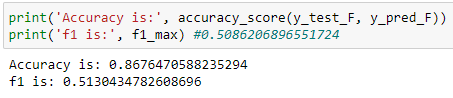 print('Accuracy is:', accuracy_score(y_test_F, y_pred_F))
print('f1 is:', f1_max) #0.5086206896551724
Accuracy is: 0.8676470588235294
f1 is: 0.5130434782608696